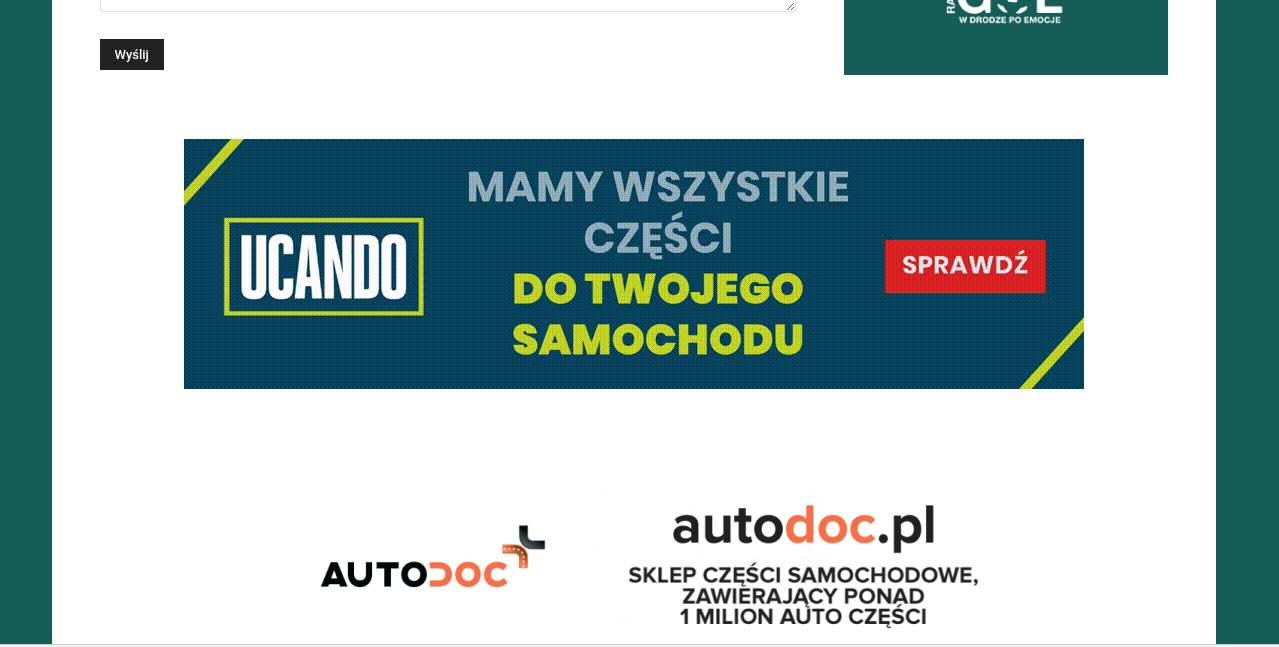 W DRODZE PO EMOCJE
Wyślij
UCANDO
MAMY WSZYSTKIE
CZĘŚCI
DO TWOJEGO
SAMOCHODU
SPRAWDŹ
AUTODOC
autodoc.pl
SKLEP CZĘŚCI SAMOCHODOWE,
ZAWIERAJĄCY PONAD
1 MILION AUTO CZĘŚCI